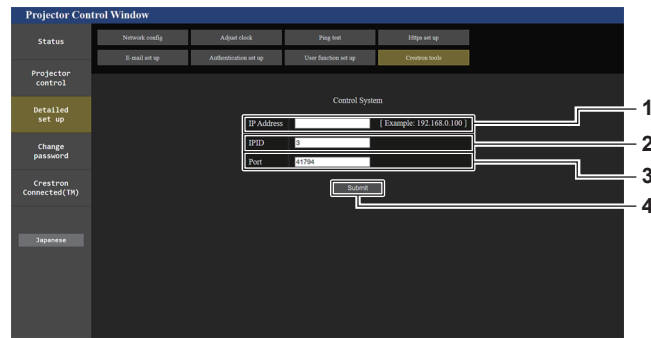 Projector Control Window
Status
Network config Adjust clock Ping test Https set up
E-mail set up Authentication set up User function set up Crestron tools
Projector
control
Detailed
set up
Change
password
Crestron
Connected(TM)
Japanese
Control System
IP Address [ Example: 192.168.0.100 ]
IPID 3
Port 41794
Submit
1
2
3
4